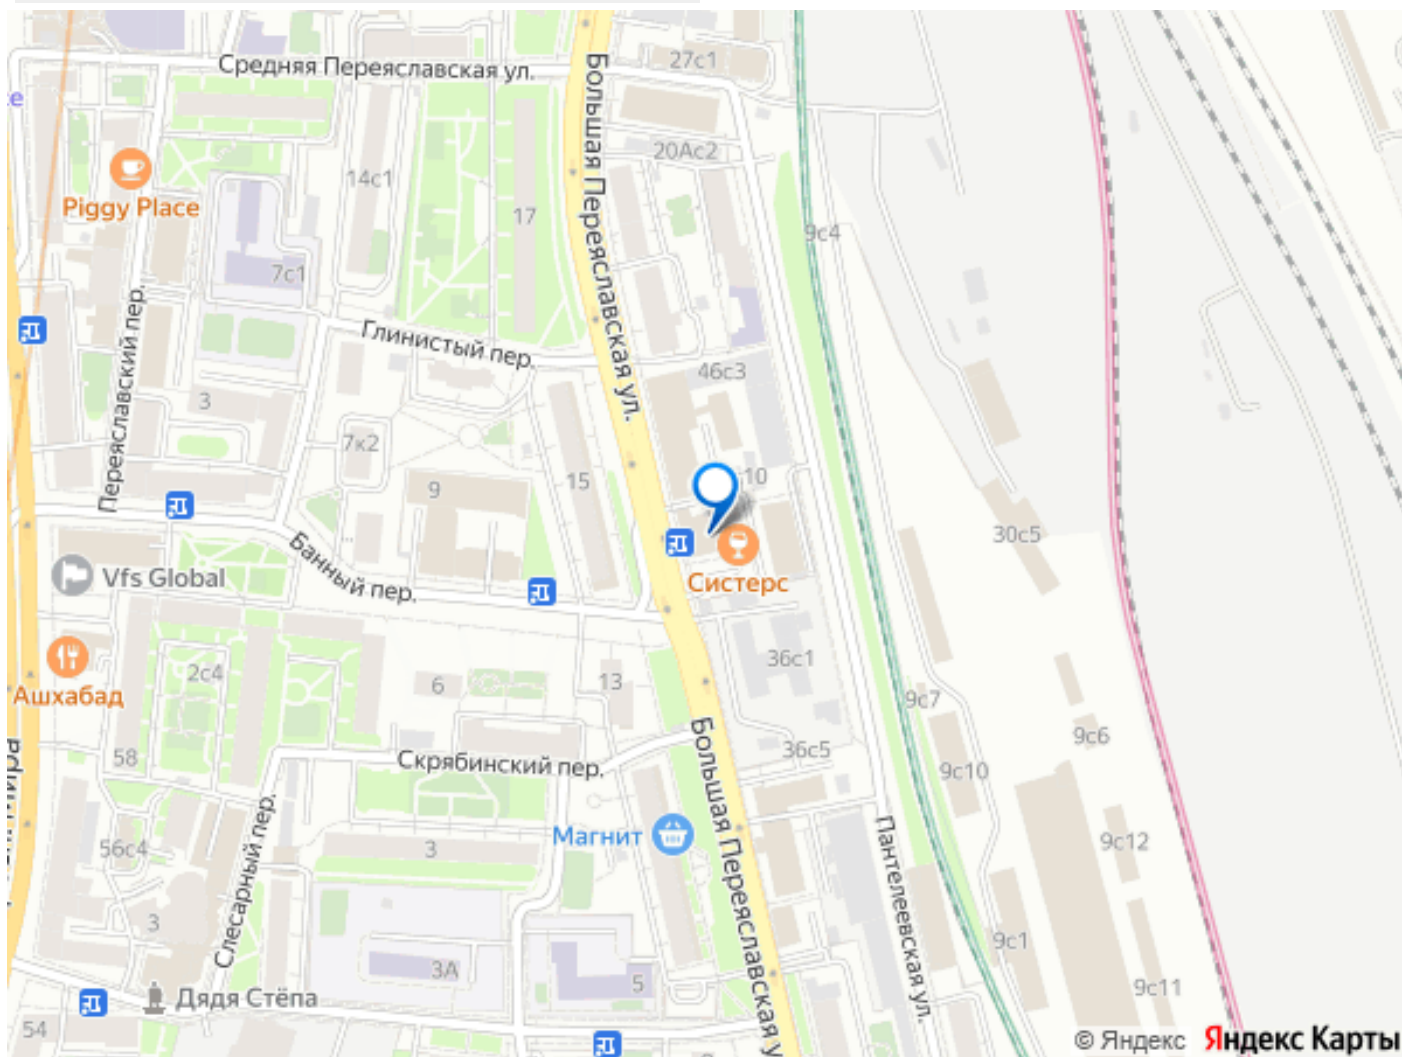 27с1
Средняя Переяславская ул.
Большая Переяславская ул.
се
20Ас2
14с1
Piggy Place
17
9с4
7с1
Переяславский пер.
Глинистый пер.
46с3
3
7к2
15
10
9
30с5
Банный пер.
Vfs Global
Систерс
36с1
2с4
6
13
9с7
Ашхабад
9с6
Большая Переяславская у
36с5
58
Скрябинский пер.
9с10
Слесарный пер.
Магнит
Пантелеевская ул.
9с12
56с4
3
3
9с1
3А
5
9с11
Дядя Стёпа
54
© Яндекс Яндекс Карты